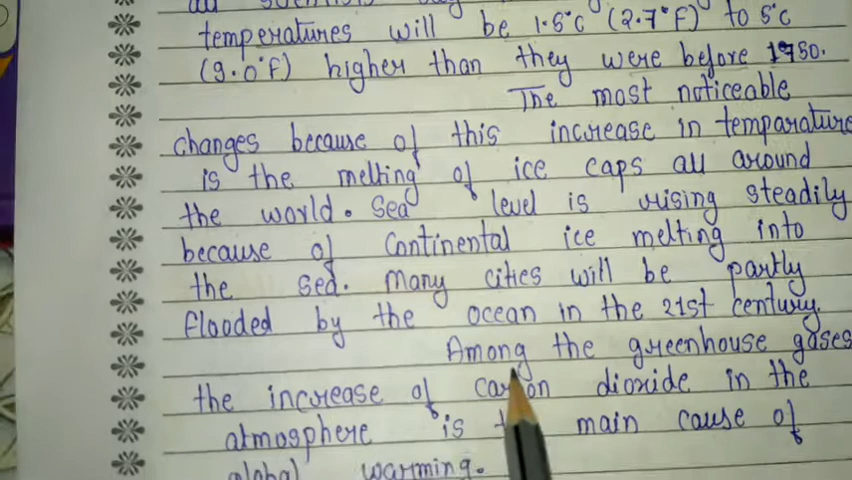 temperatures will be 1.5°C (2.7°F) to 5°C
(9.0°F) higher than they were before 1950.
The most noticeable
changes because of this increase in temparature
is the melting of ice caps all around
the world. Sea level is rising steadily
because of continental ice melting into
the sea. Many cities will be partly
flooded by the ocean in the 21st century.
Among the greenhouse gases
the increase of carbon dioxide in the
atmosphere is main cause of
global warming.